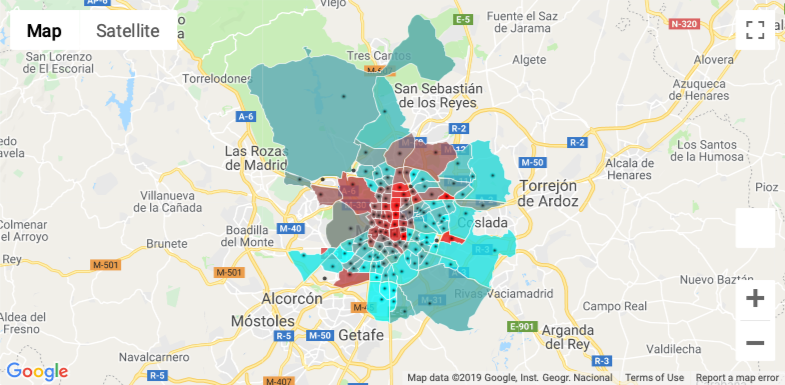 Map
Satellite
AP-6
Viejo
E-5
Fuente el Saz
de Jarama
N-320
San Lorenzo
de El Escorial
Tres Cantos
Algete
Alovera
Torrelodones
San Sebastián
de los Reyes
Azuqueca
de Henares
A-6
R-2
R-2
Las Rozas
de Madrid
M-50
Los Santos
de la Humosa
Alcala de
Henares
Torrejón
de Ardoz
Pioz
Villanueva
de la Cañada
Colmenar
del Arroyo
Boadilla
del Monte
M-40
Coslada
Brunete
R-3
Rey
M-501
M-501
Nuevo Baztán
Alcorcón
Rivas-Vaciamadrid
M-31
Campo Real
Aldea del
Fresno
Móstoles
R-5
M-50
Getafe
E-901
Arganda
del Rey
Valdilecha
Navalcarnero
R-3
R-5
M-407
Google
Map data ©2019 Google, Inst. Geogr. Nacional
Terms of Use
Report a map error